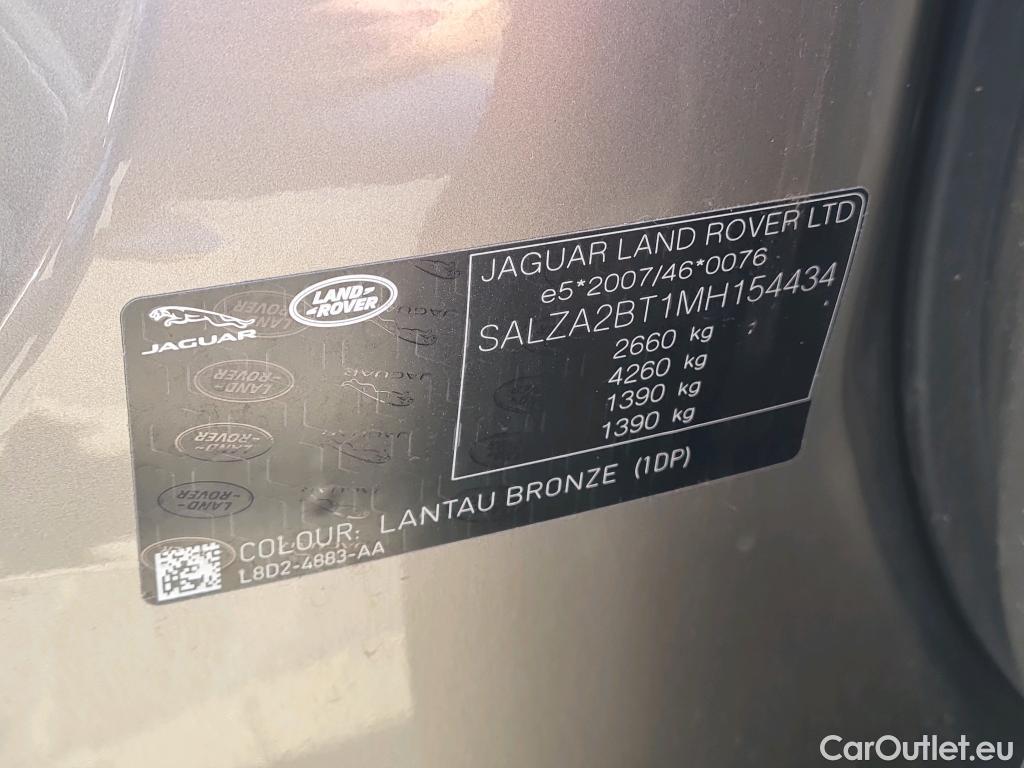 JAGUAR LAND ROVER LTD
e5*2007/46*0076
SALZA2BT1MH154434
2660 kg
4260 kg
1390 kg
1390 kg
LAND-
-ROVER
JAGUAR
COLOUR: LANTAU BRONZE (1DP)
L8D2-4883-AA
CarOutlet.eu